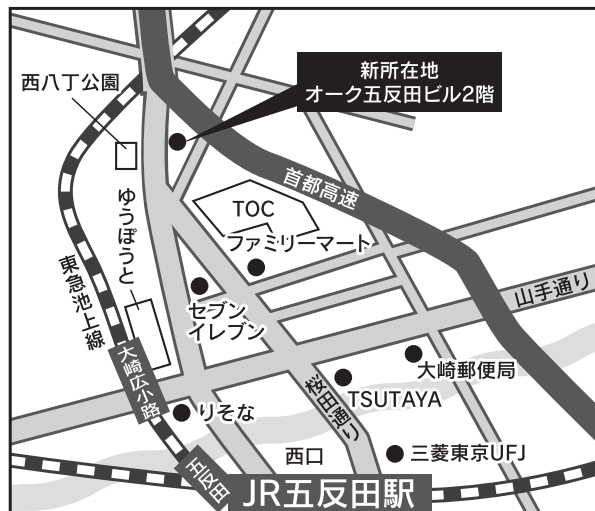 新所在地
オーク五反田ビル2階
西八丁公園
首都高速
TOC
ゆうぽうと
ファミリーマート
東急池上線
セブン
イレブン
山手通り
大崎広小路
大崎郵便局
TSUTAYA
桜田通り
りそな
西口
三菱東京UFJ
五反田
JR五反田駅